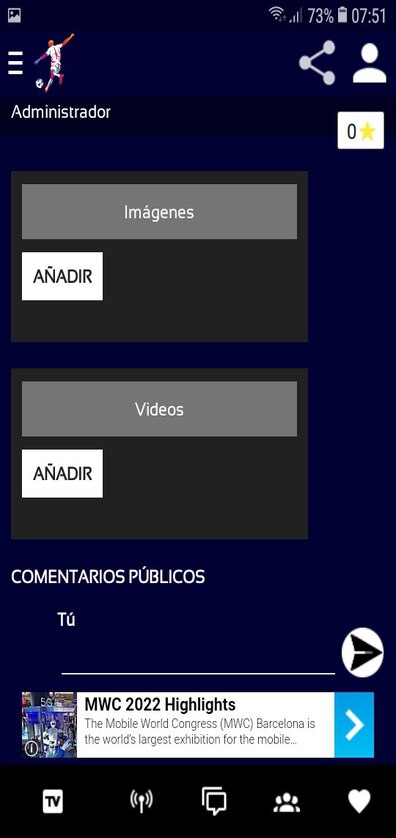 73% 07:51
Administrador
0
Imágenes
AÑADIR
Videos
AÑADIR
COMENTARIOS PÚBLICOS
Tú
MWC 2022 Highlights
The Mobile World Congress (MWC) Barcelona is
the world's largest exhibition for the mobile...
TV